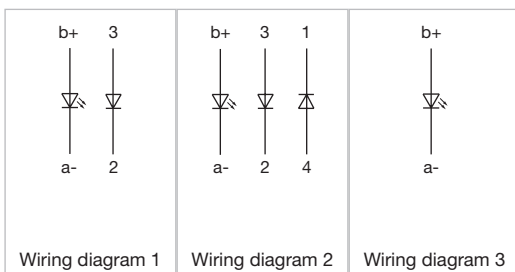 b+ 3
a- 2
Wiring diagram 1
b+ 3 1
a- 2 4
Wiring diagram 2
b+
a-
Wiring diagram 3